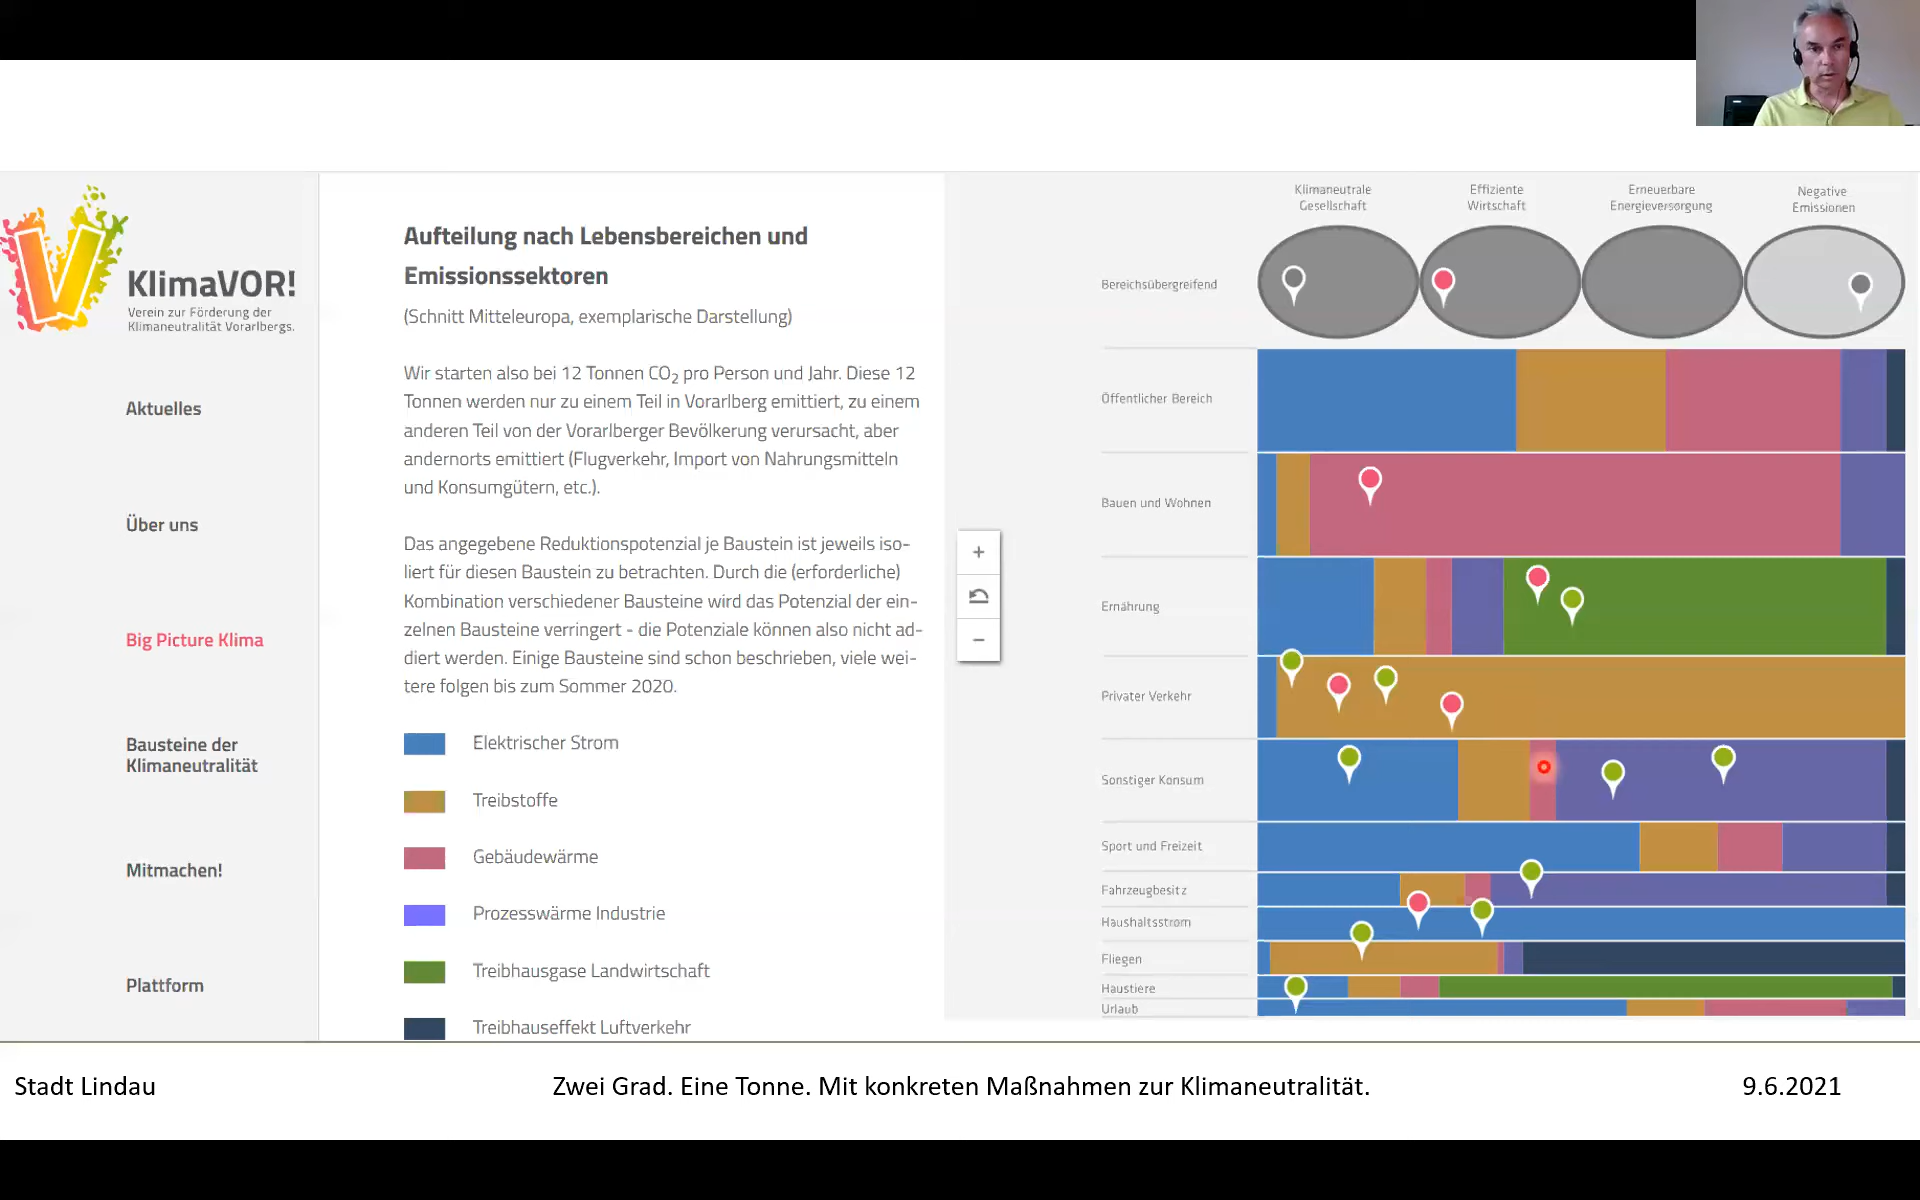 KlimaVOR!
Verein zur Förderung der
Klimaneutralität Vorarlbergs.
Aktuelles
Über uns
Big Picture Klima
Bausteine der
Klimaneutralität
Mitmachen!
Plattform
Aufteilung nach Lebensbereichen und
Emissionssektoren
(Schnitt Mitteleuropa, exemplarische Darstellung)
Wir starten also bei 12 Tonnen CO₂ pro Person und Jahr. Diese 12
Tonnen werden nur zu einem Teil in Vorarlberg emittiert, zu einem
anderen Teil von der Vorarlberger Bevölkerung verursacht, aber
andernorts emittiert (Flugverkehr, Import von Nahrungsmitteln
und Konsumgütern, etc.).
Das angegebene Reduktionspotenzial je Baustein ist jeweils iso-
liert für diesen Baustein zu betrachten. Durch die (erforderliche)
Kombination verschiedener Bausteine wird das Potenzial der ein-
zelnen Bausteine verringert - die Potenziale können also nicht ad-
diert werden. Einige Bausteine sind schon beschrieben, viele wei-
tere folgen bis zum Sommer 2020.
Elektrischer Strom
Treibstoffe
Gebäudewärme
Prozesswärme Industrie
Treibhausgase Landwirtschaft
Treibhauseffekt Luftverkehr
+
−
Klimaneutrale
Gesellschaft
Effiziente
Wirtschaft
Erneuerbare
Energieversorgung
Negative
Emissionen
Bereichsübergreifend
Öffentlicher Bereich
Bauen und Wohnen
Ernährung
Privater Verkehr
Sonstiger Konsum
Sport und Freizeit
Fahrzeugbesitz
Haushaltsstrom
Fliegen
Haustiere
Urlaub
Stadt Lindau
Zwei Grad. Eine Tonne. Mit konkreten Maßnahmen zur Klimaneutralität.
9.6.2021